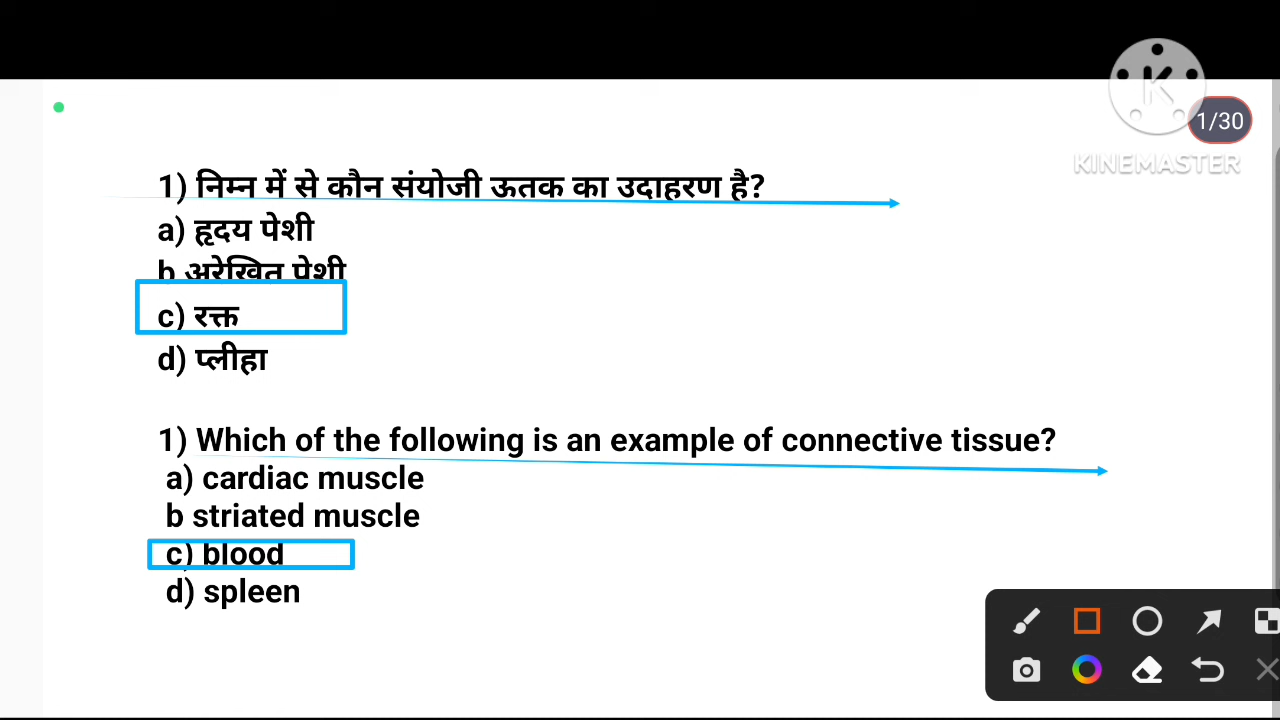 1/30
KINEMASTER
1) निम्न में से कौन संयोजी ऊतक का उदाहरण है?
a) हृदय पेशी
b अरेखित पेशी
c) रक्त
d) प्लीहा
1) Which of the following is an example of connective tissue?
a) cardiac muscle
b striated muscle
c) blood
d) spleen